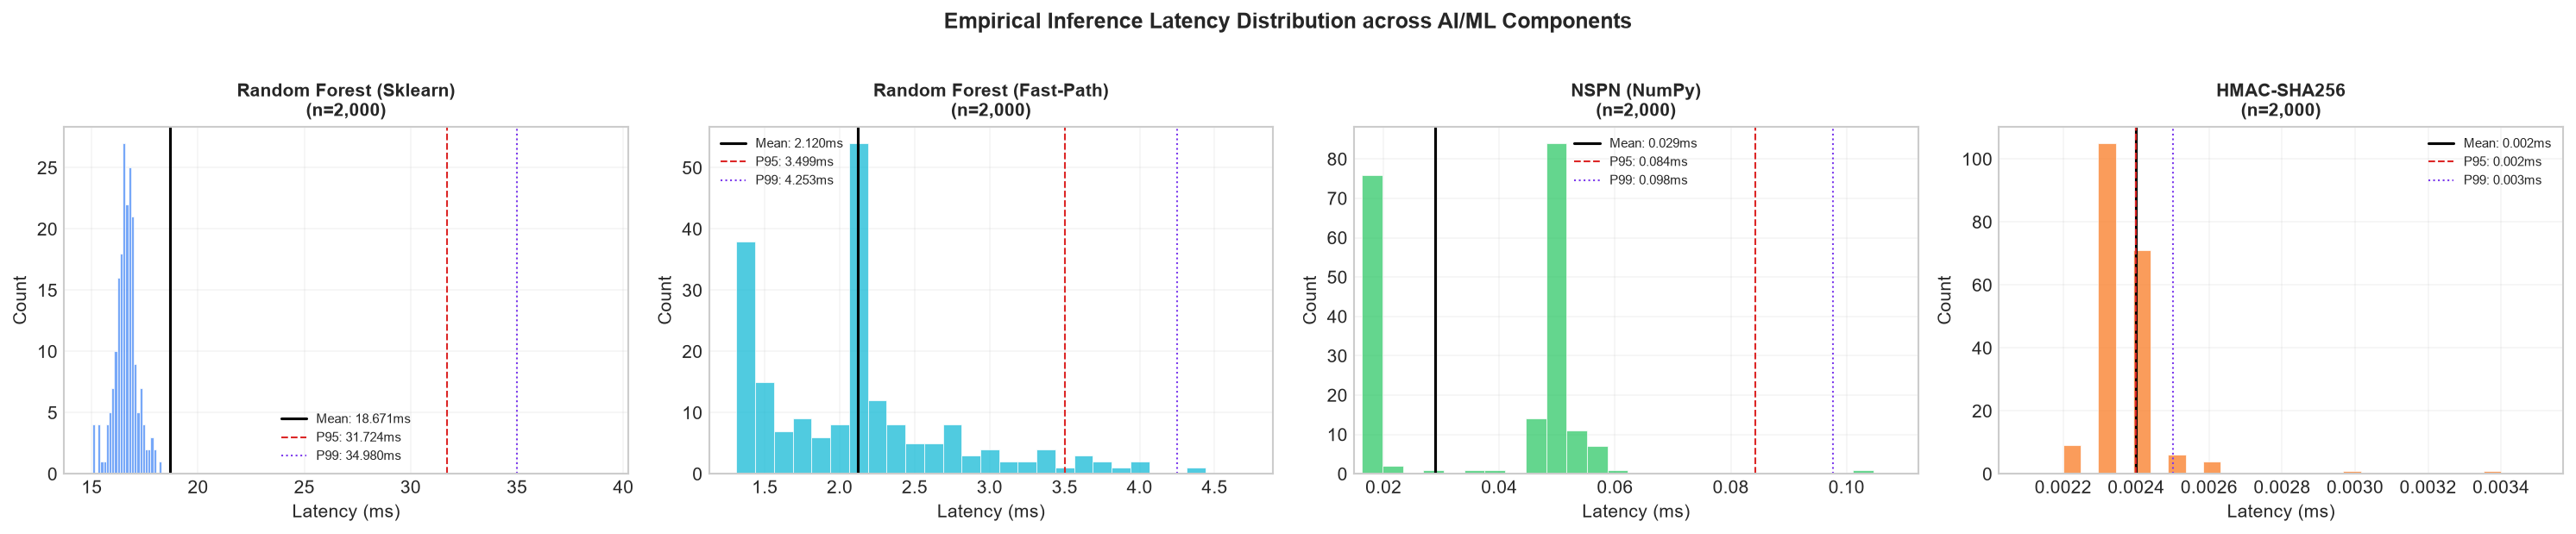 Empirical Inference Latency Distribution across AI/ML Components
Random Forest (Sklearn)
(n=2,000)
Count
25
20
15
10
5
0
Mean: 18.671ms
P95: 31.724ms
P99: 34.980ms
15 20 25 30 35 40
Latency (ms)
Random Forest (Fast-Path)
(n=2,000)
Count
50
40
30
20
10
0
Mean: 2.120ms
P95: 3.499ms
P99: 4.253ms
1.5 2.0 2.5 3.0 3.5 4.0 4.5
Latency (ms)
NSPN (NumPy)
(n=2,000)
Count
80
70
60
50
40
30
20
10
0
Mean: 0.029ms
P95: 0.084ms
P99: 0.098ms
0.02 0.04 0.06 0.08 0.10
Latency (ms)
HMAC-SHA256
(n=2,000)
Count
100
80
60
40
20
0
Mean: 0.002ms
P95: 0.002ms
P99: 0.003ms
0.0022 0.0024 0.0026 0.0028 0.0030 0.0032 0.0034
Latency (ms)